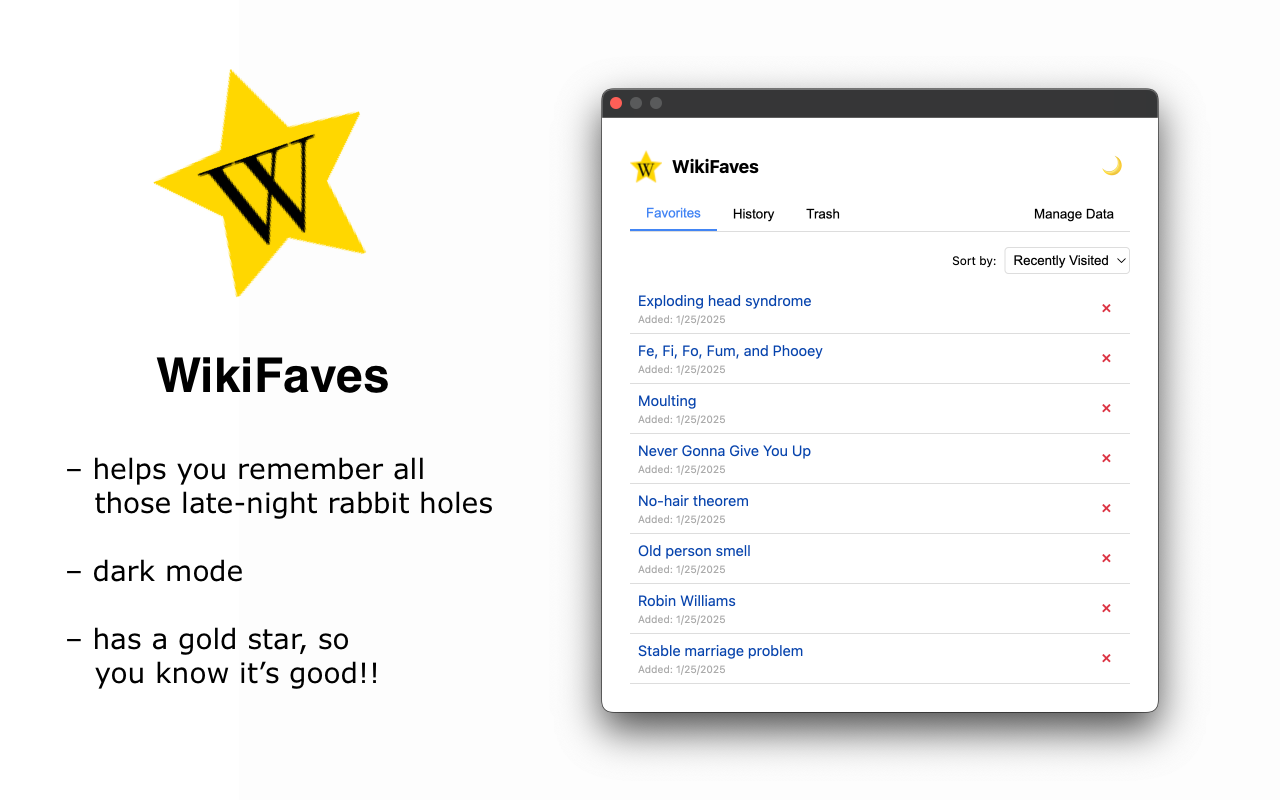 W
WikiFaves
– helps you remember all
those late-night rabbit holes
– dark mode
– has a gold star, so
you know it’s good!!
W WikiFaves
Favorites History Trash Manage Data
Sort by: Recently Visited
Exploding head syndrome
Added: 1/25/2025
Fe, Fi, Fo, Fum, and Phooey
Added: 1/25/2025
Moulting
Added: 1/25/2025
Never Gonna Give You Up
Added: 1/25/2025
No-hair theorem
Added: 1/25/2025
Old person smell
Added: 1/25/2025
Robin Williams
Added: 1/25/2025
Stable marriage problem
Added: 1/25/2025